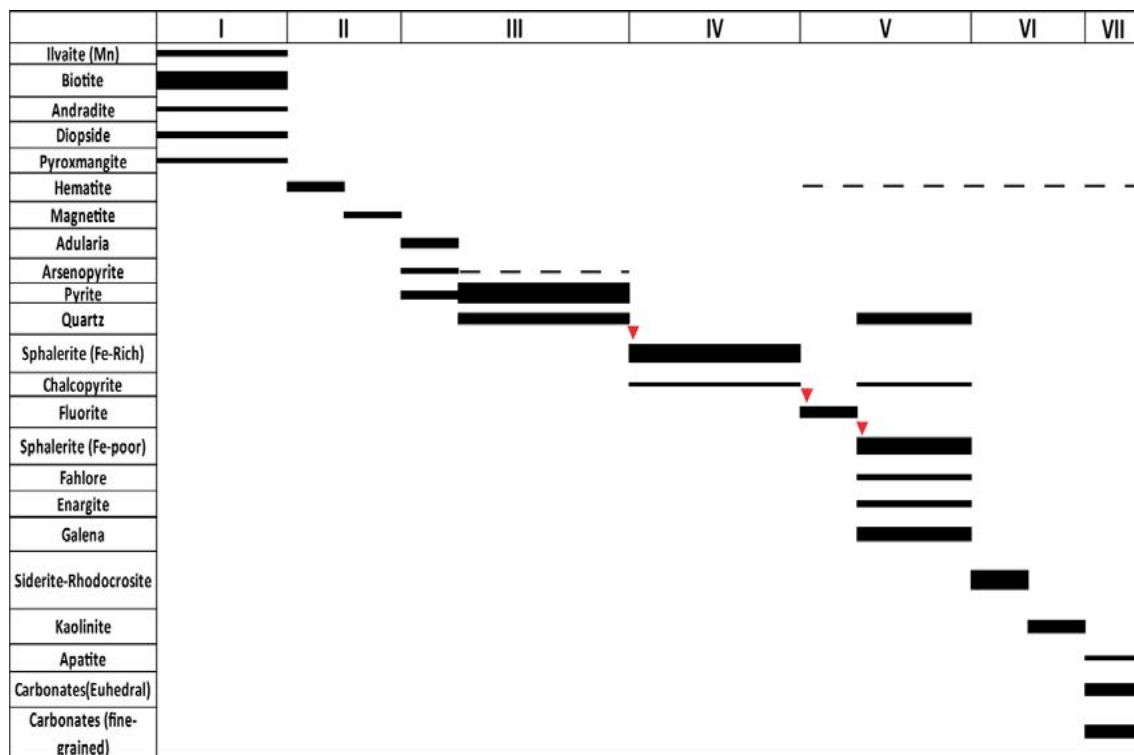 I II III IV V VI VII
Ilvaite (Mn)
Biotite
Andradite
Diopside
Pyroxmangite
Hematite
Magnetite
Adularia
Arsenopyrite
Pyrite
Quartz
Sphalerite (Fe-Rich)
Chalcopyrite
Fluorite
Sphalerite (Fe-poor)
Fahlore
Enargite
Galena
Siderite-Rhodocrosite
Kaolinite
Apatite
Carbonates(Euhedral)
Carbonates (fine-
grained)